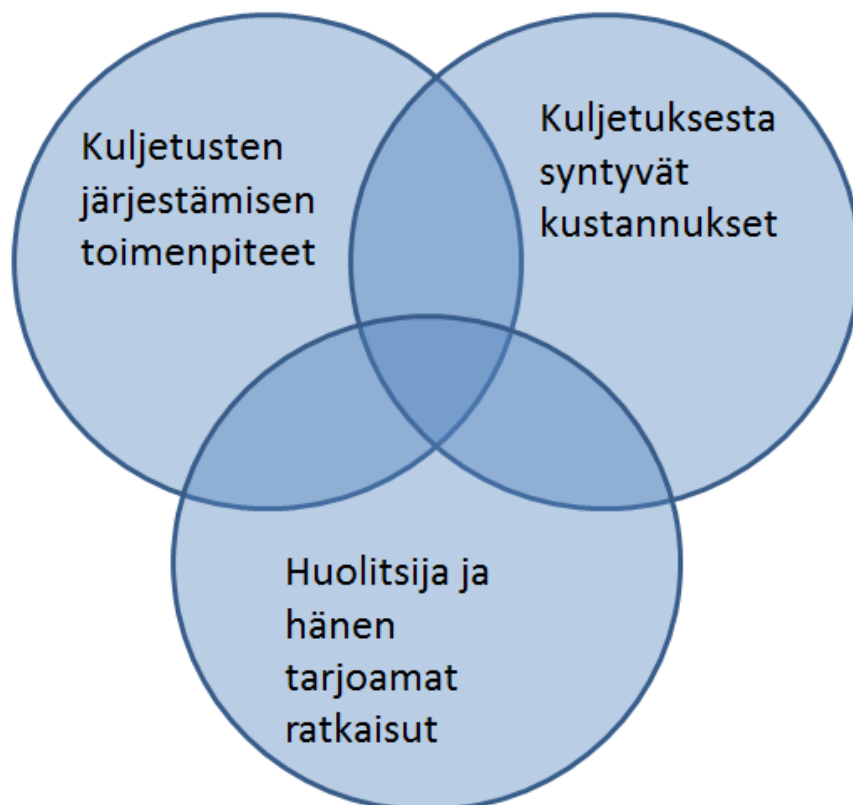 Kuljetusten
järjestämisen
toimenpiteet
Kuljetuksesta
syntyvät
kustannukset
Huolitsija ja
hänen
tarjoamat
ratkaisut